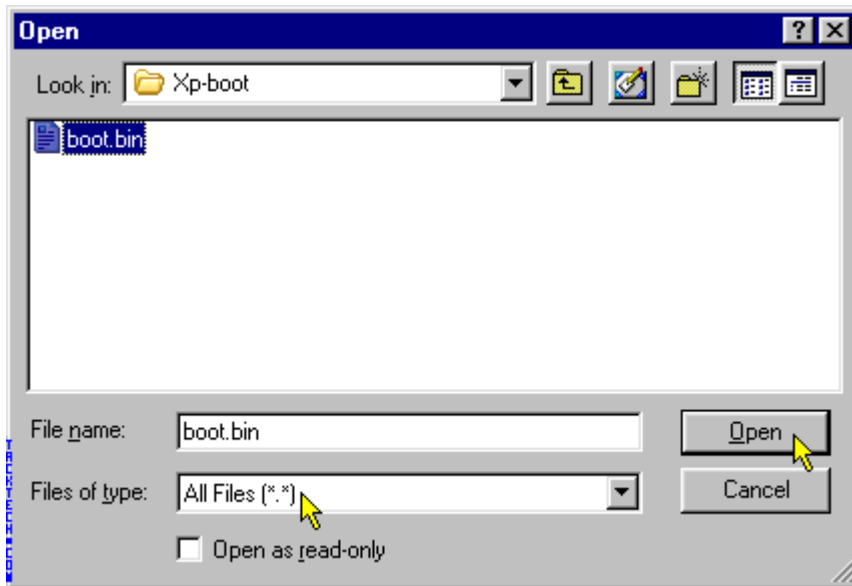 Open
Look in: Xp-boot
boot.bin
File name: boot.bin
Open
Files of type: All Files (*.*)
Cancel
Open as read-only
TACKTECH.COM